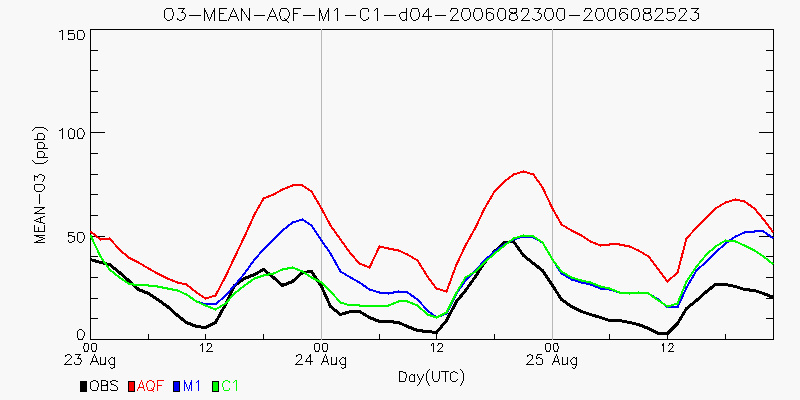 O3-MEAN-AQF-M1-C1-d04-2006082300-2006082523
150
100
50
0
MEAN-O3 (ppb)
00 12 00 12 00 12
23 Aug 24 Aug 25 Aug
Day(UTC)
OBS AQF M1 C1